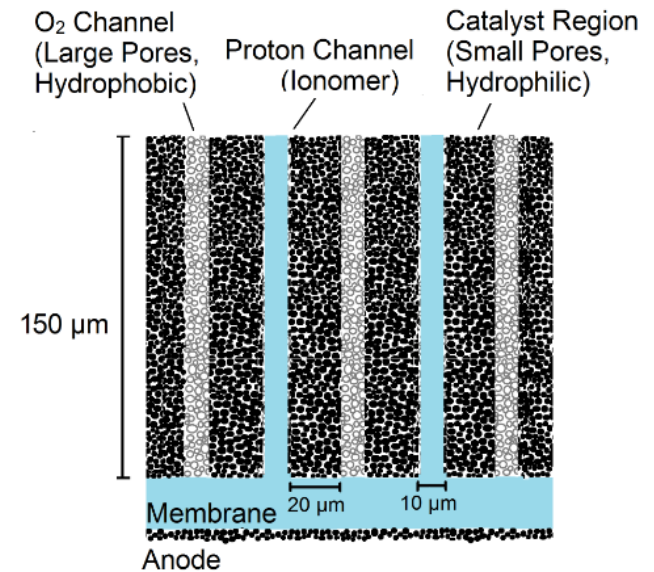 O₂ Channel
(Large Pores,
Hydrophobic)
Proton Channel
(Ionomer)
Catalyst Region
(Small Pores,
Hydrophilic)
150 µm
20 µm
10 µm
Membrane
Anode